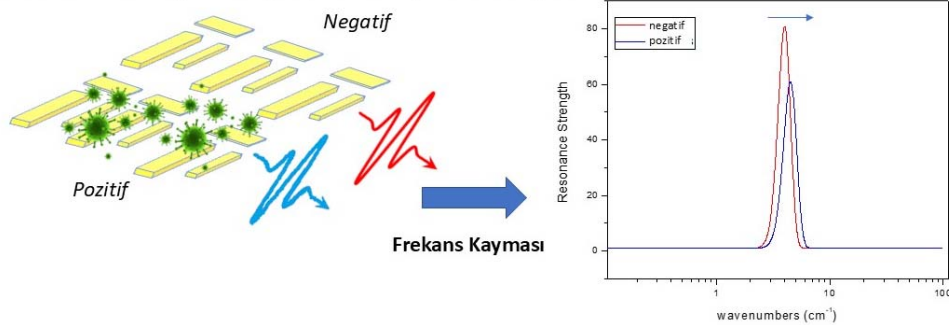 Negatif
Pozitif
Frekans Kayması
negatif
pozitif
80
60
40
20
0
Resonance Strength
1
10
100
wavenumbers (cm⁻¹)